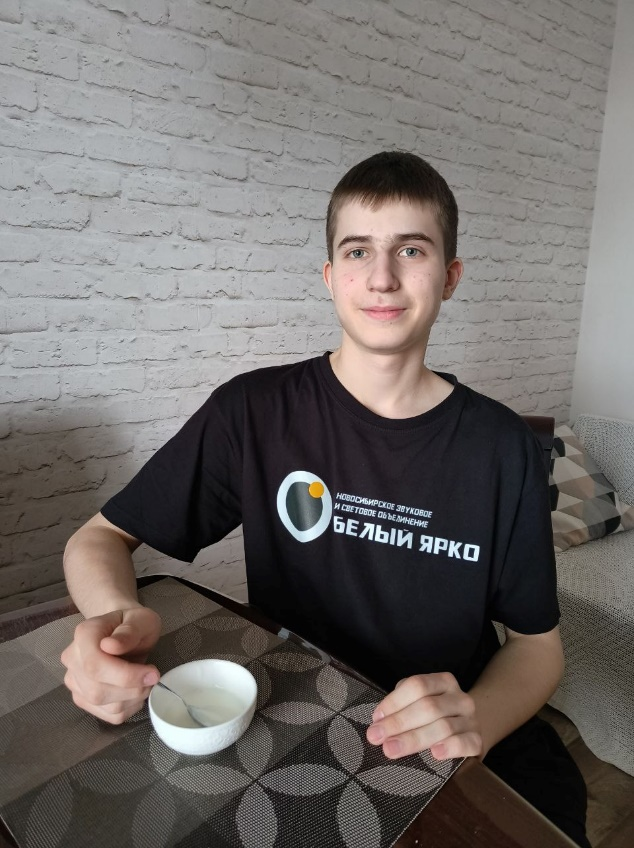 НОВОСИБИРСКОЕ ЗВУКОВОЕ
И СВЕТОВОЕ ОБЪЕДИНЕНИЕ
БЕЛЫЙ ЯРКО